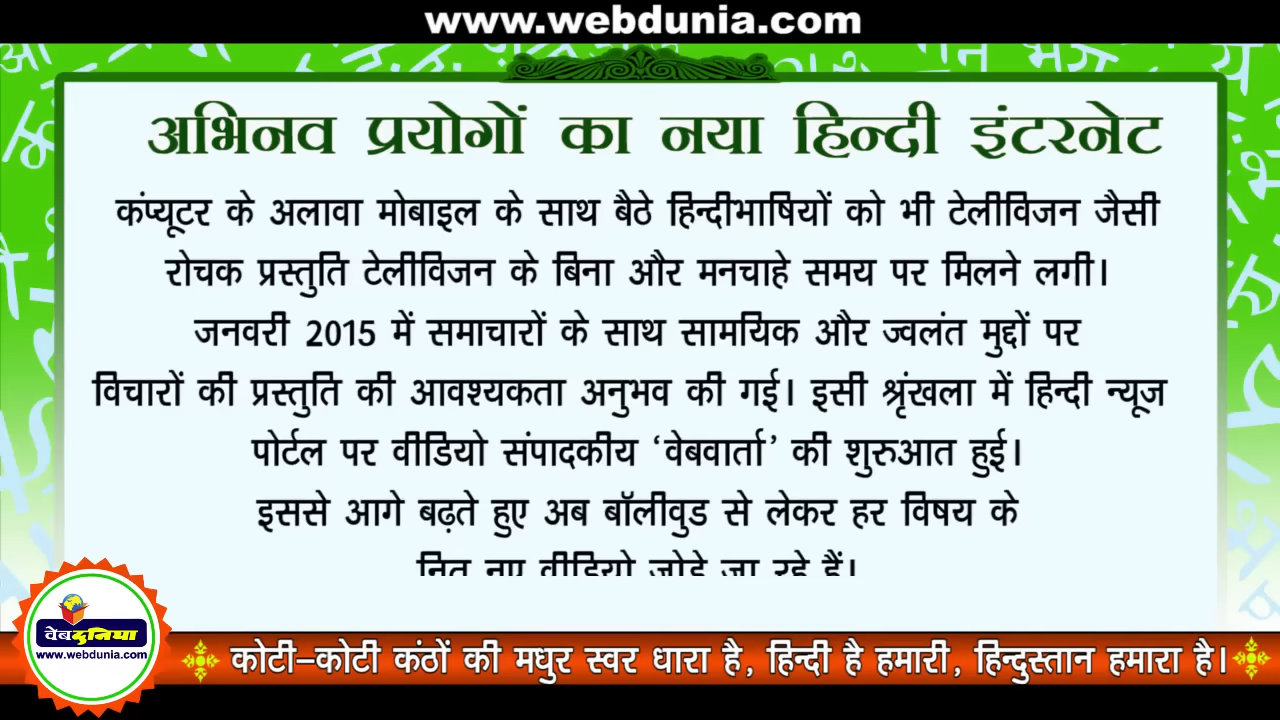 www.webdunia.com
अभिनव प्रयोगों का नया हिन्दी इंटरनेट
कंप्यूटर के अलावा मोबाइल के साथ बैठे हिन्दीभाषियों को भी टेलीविजन जैसी
रोचक प्रस्तुति टेलीविजन के बिना और मनचाहे समय पर मिलने लगी।
जनवरी 2015 में समाचारों के साथ सामयिक और ज्वलंत मुद्दों पर
विचारों की प्रस्तुति की आवश्यकता अनुभव की गई। इसी श्रृंखला में हिन्दी न्यूज
पोर्टल पर वीडियो संपादकीय ‘वेबवार्ता’ की शुरुआत हुई।
इससे आगे बढ़ते हुए अब बॉलीवुड से लेकर हर विषय के
नित नए वीडियो जोड़े जा रहे हैं।
वेबदुनिया
www.webdunia.com
कोटी–कोटी कंठों की मधुर स्वर धारा है, हिन्दी है हमारी, हिन्दुस्तान हमारा है।